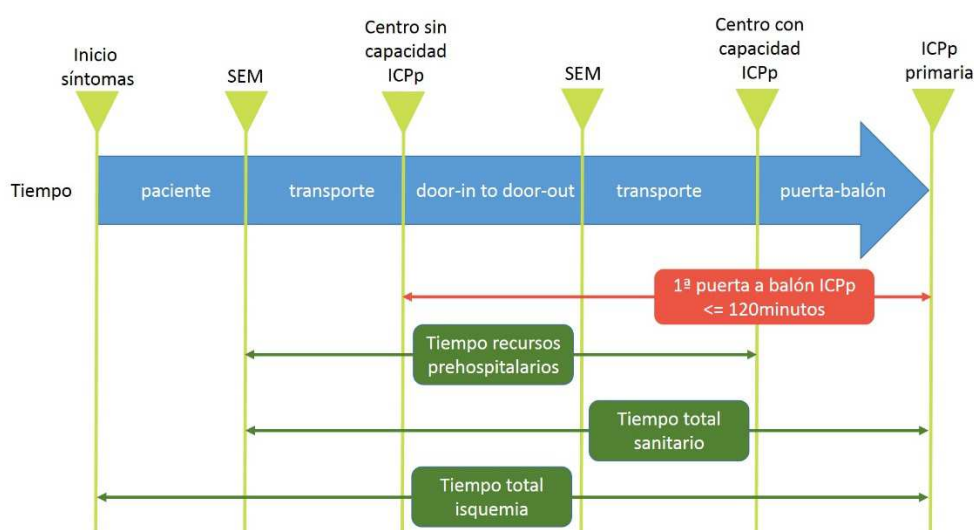 Inicio
síntomas
SEM
Centro sin
capacidad
ICPp
SEM
Centro con
capacidad
ICPp
ICPp
primaria
Tiempo
paciente
transporte
door-in to door-out
transporte
puerta-balón
1ª puerta a balón ICPp
<= 120minutos
Tiempo recursos
prehospitalarios
Tiempo total
sanitario
Tiempo total
isquemia